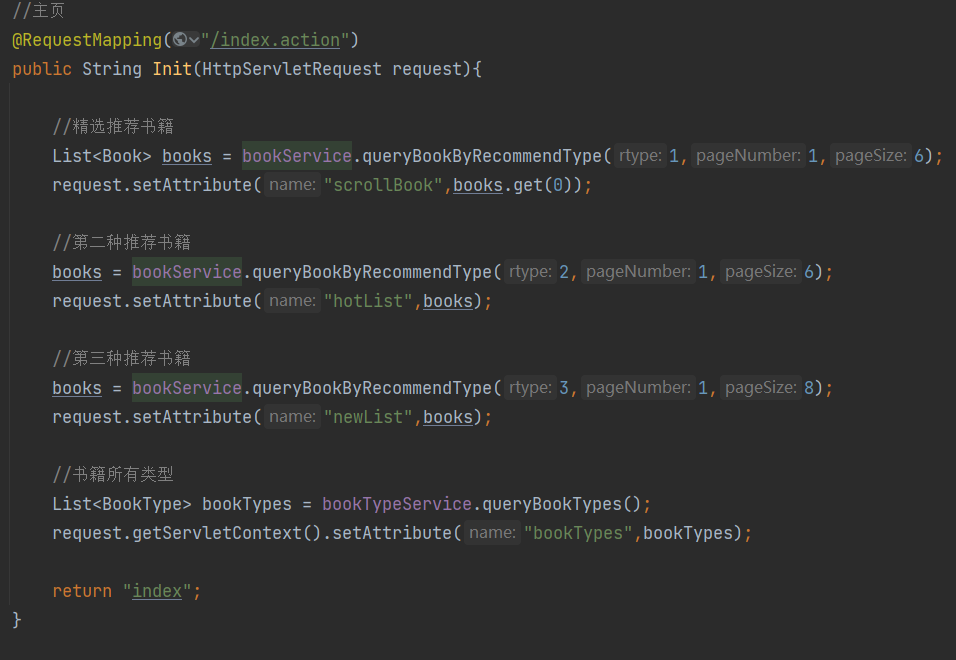 //主页
@RequestMapping("/index.action")
public String Init(HttpServletRequest request){
//精选推荐书籍
List<Book> books = bookService.queryBookByRecommendType( rtype: 1, pageNumber: 1, pageSize: 6);
request.setAttribute( name: "scrollBook",books.get(0));
//第二种推荐书籍
books = bookService.queryBookByRecommendType( rtype: 2, pageNumber: 1, pageSize: 6);
request.setAttribute( name: "hotList",books);
//第三种推荐书籍
books = bookService.queryBookByRecommendType( rtype: 3, pageNumber: 1, pageSize: 8);
request.setAttribute( name: "newList",books);
//书籍所有类型
List<BookType> bookTypes = bookTypeService.queryBookTypes();
request.getServletContext().setAttribute( name: "bookTypes",bookTypes);
return "index";
}